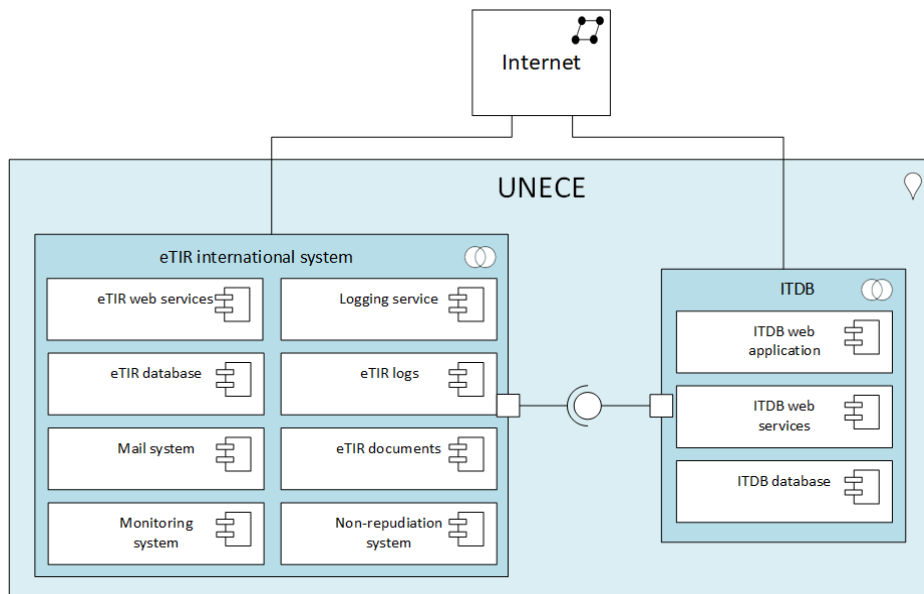 Internet
UNECE
eTIR international system
eTIR web services
Logging service
eTIR database
eTIR logs
Mail system
eTIR documents
Monitoring
system
Non-repudiation
system
ITDB
ITDB web
application
ITDB web
services
ITDB database